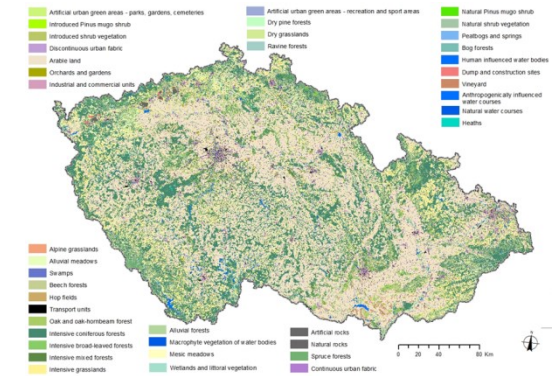 Artificial urban green areas - parks, gardens, cemeteries
Introduced Pinus mugo shrub
Introduced shrub vegetation
Discontinuous urban fabric
Arable land
Orchards and gardens
Industrial and commercial units
Artificial urban green areas - recreation and sport areas
Dry pine forests
Dry grasslands
Ravine forests
Natural Pinus mugo shrub
Natural shrub vegetation
Peatbogs and springs
Bog forests
Human influenced water bodies
Dump and construction sites
Vineyard
Anthropogenically influenced
water courses
Natural water courses
Heaths
Alpine grasslands
Alluvial meadows
Swamps
Beech forests
Hop fields
Transport units
Oak and oak-hornbeam forest
Intensive coniferous forests
Intensive broad-leaved forests
Intensive mixed forests
Intensive grasslands
Alluvial forests
Macrophyte vegetation of water bodies
Mesic meadows
Wetlands and littoral vegetation
Artificial rocks
Natural rocks
Spruce forests
Continuous urban fabric
0 20 40 80 Km
N